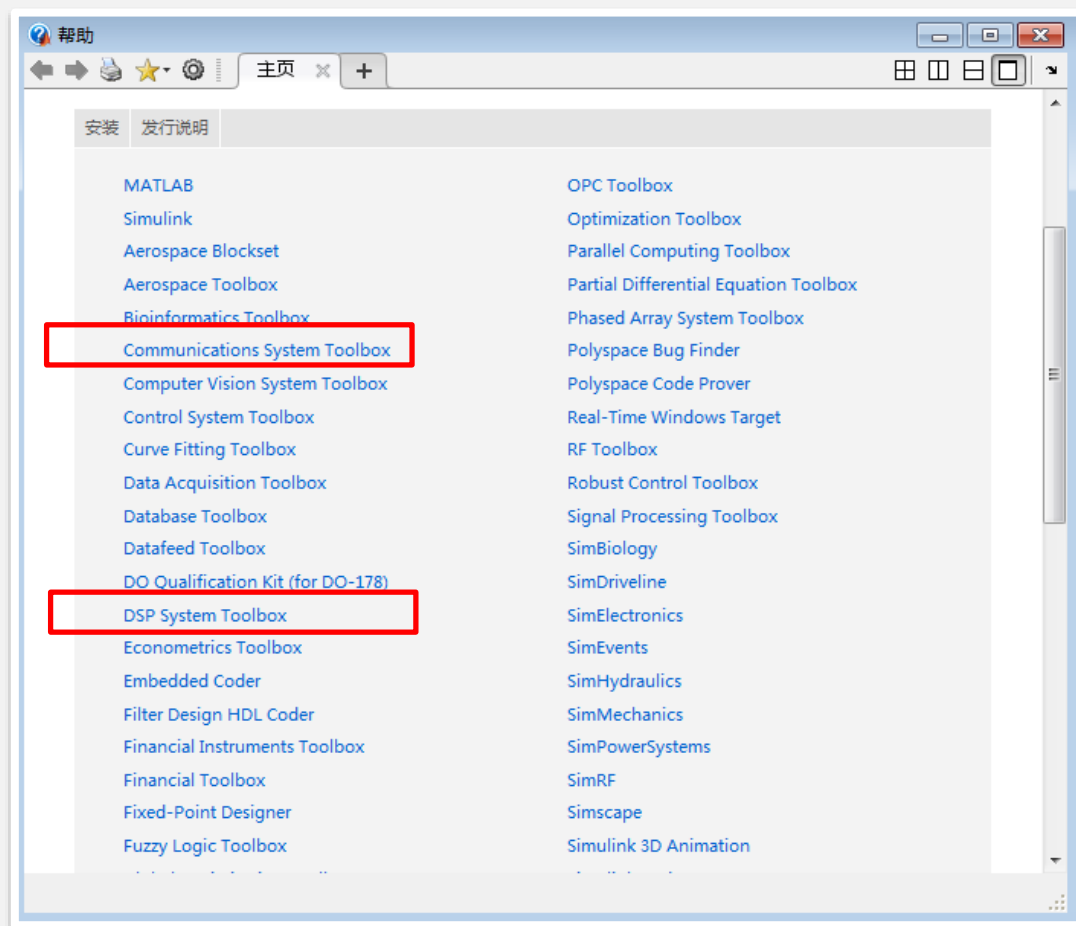 帮助
主页
安装 发行说明
MATLAB
Simulink
Aerospace Blockset
Aerospace Toolbox
Bioinformatics Toolbox
Communications System Toolbox
Computer Vision System Toolbox
Control System Toolbox
Curve Fitting Toolbox
Data Acquisition Toolbox
Database Toolbox
Datafeed Toolbox
DO Qualification Kit (for DO-178)
DSP System Toolbox
Econometrics Toolbox
Embedded Coder
Filter Design HDL Coder
Financial Instruments Toolbox
Financial Toolbox
Fixed-Point Designer
Fuzzy Logic Toolbox
OPC Toolbox
Optimization Toolbox
Parallel Computing Toolbox
Partial Differential Equation Toolbox
Phased Array System Toolbox
Polyspace Bug Finder
Polyspace Code Prover
Real-Time Windows Target
RF Toolbox
Robust Control Toolbox
Signal Processing Toolbox
SimBiology
SimDriveline
SimElectronics
SimEvents
SimHydraulics
SimMechanics
SimPowerSystems
SimRF
Simscape
Simulink 3D Animation